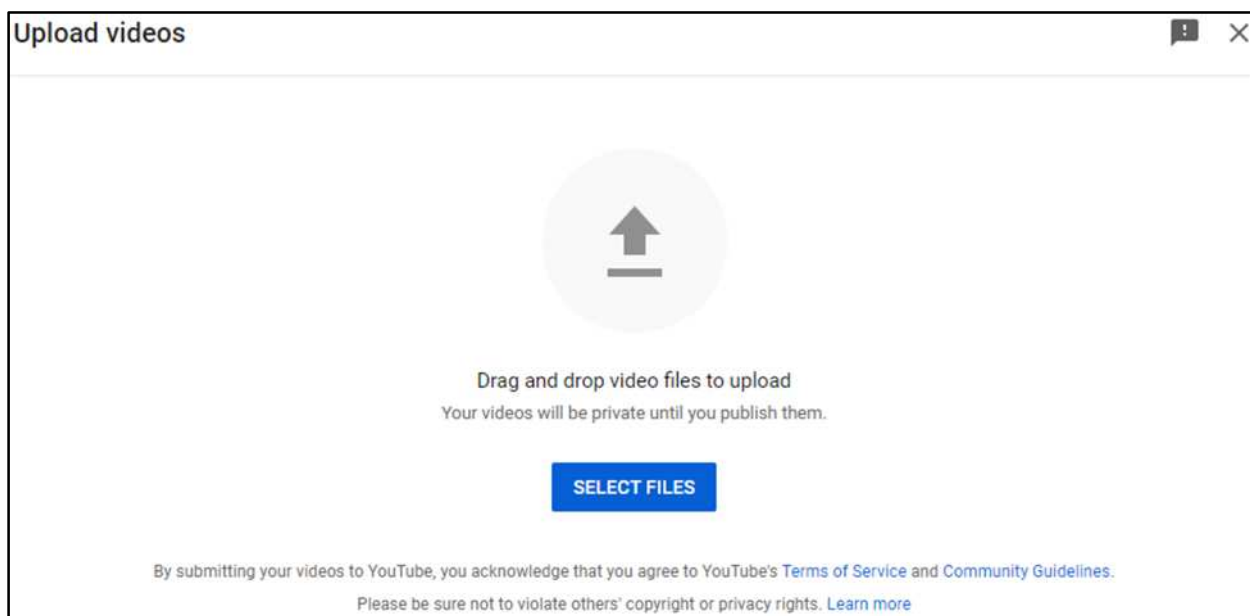 Upload videos
Drag and drop video files to upload
Your videos will be private until you publish them.
SELECT FILES
By submitting your videos to YouTube, you acknowledge that you agree to YouTube's Terms of Service and Community Guidelines.
Please be sure not to violate others' copyright or privacy rights. Learn more